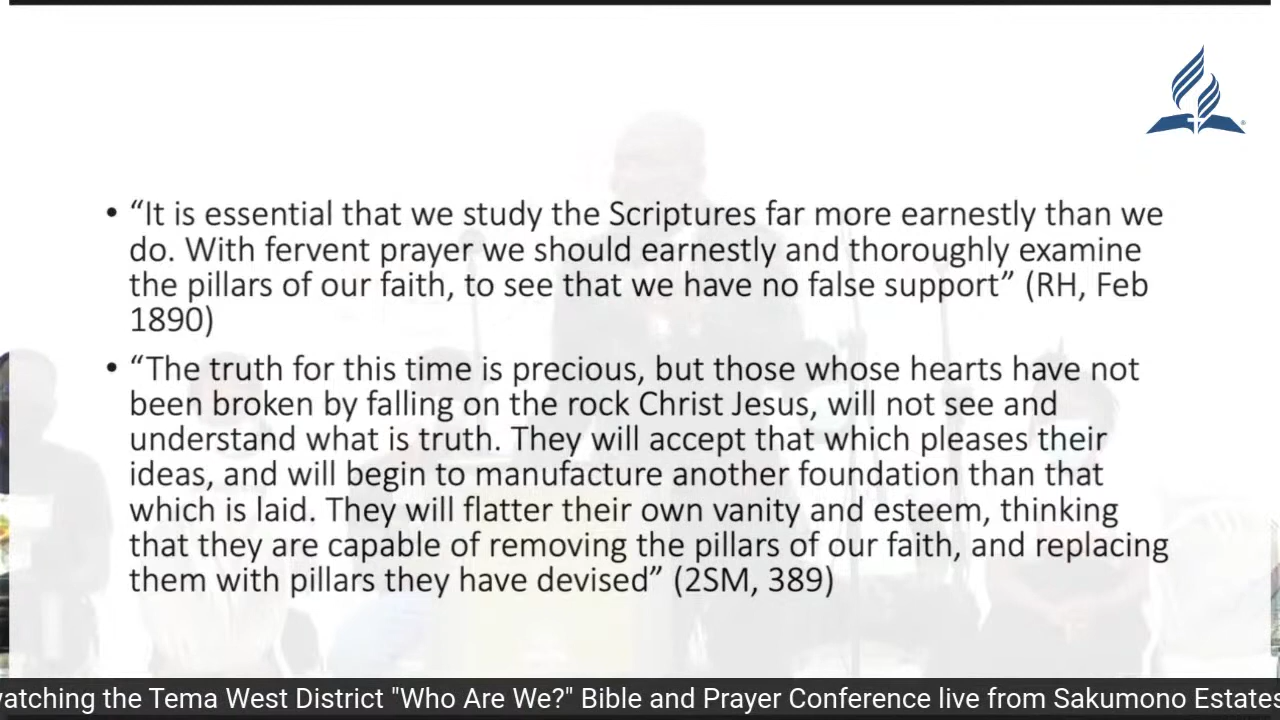 • “It is essential that we study the Scriptures far more earnestly than we
do. With fervent prayer we should earnestly and thoroughly examine
the pillars of our faith, to see that we have no false support” (RH, Feb
1890)
• “The truth for this time is precious, but those whose hearts have not
been broken by falling on the rock Christ Jesus, will not see and
understand what is truth. They will accept that which pleases their
ideas, and will begin to manufacture another foundation than that
which is laid. They will flatter their own vanity and esteem, thinking
that they are capable of removing the pillars of our faith, and replacing
them with pillars they have devised” (2SM, 389)
watching the Tema West District "Who Are We?" Bible and Prayer Conference live from Sakumono Estates